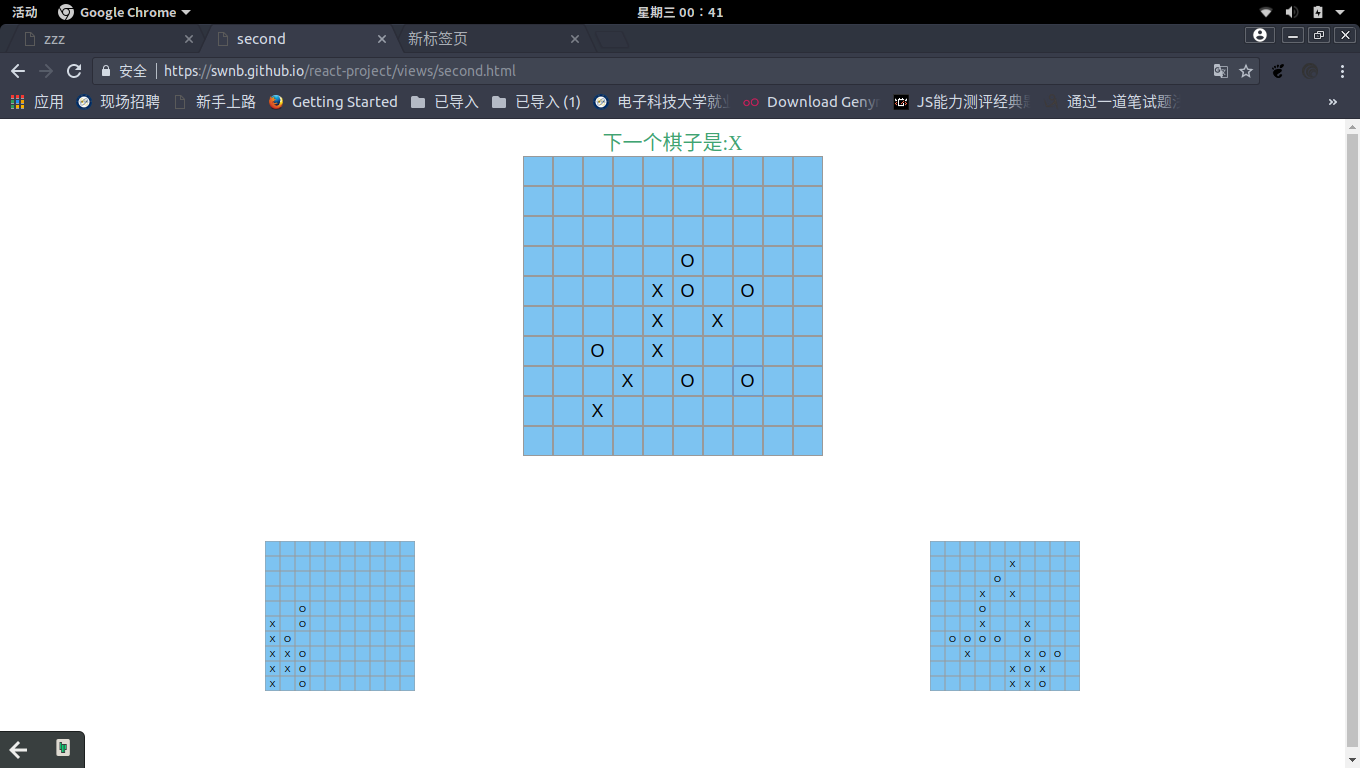 活动 Google Chrome 星期三 00：41
zzz second 新标签页
安全 https://swnb.github.io/react-project/views/second.html
应用 现场招聘 新手上路 Getting Started 已导入 已导入 (1) 电子科技大学就 Download Geny JS能力测评经典 通过一道笔试题 »
下一个棋子是:X
O
X O O
X X
O X
X O O
X
O
X O
X O
X X O
X X O
X O
X
O
X X
O
X X
O O O O O
X X O O
X O X
X X O